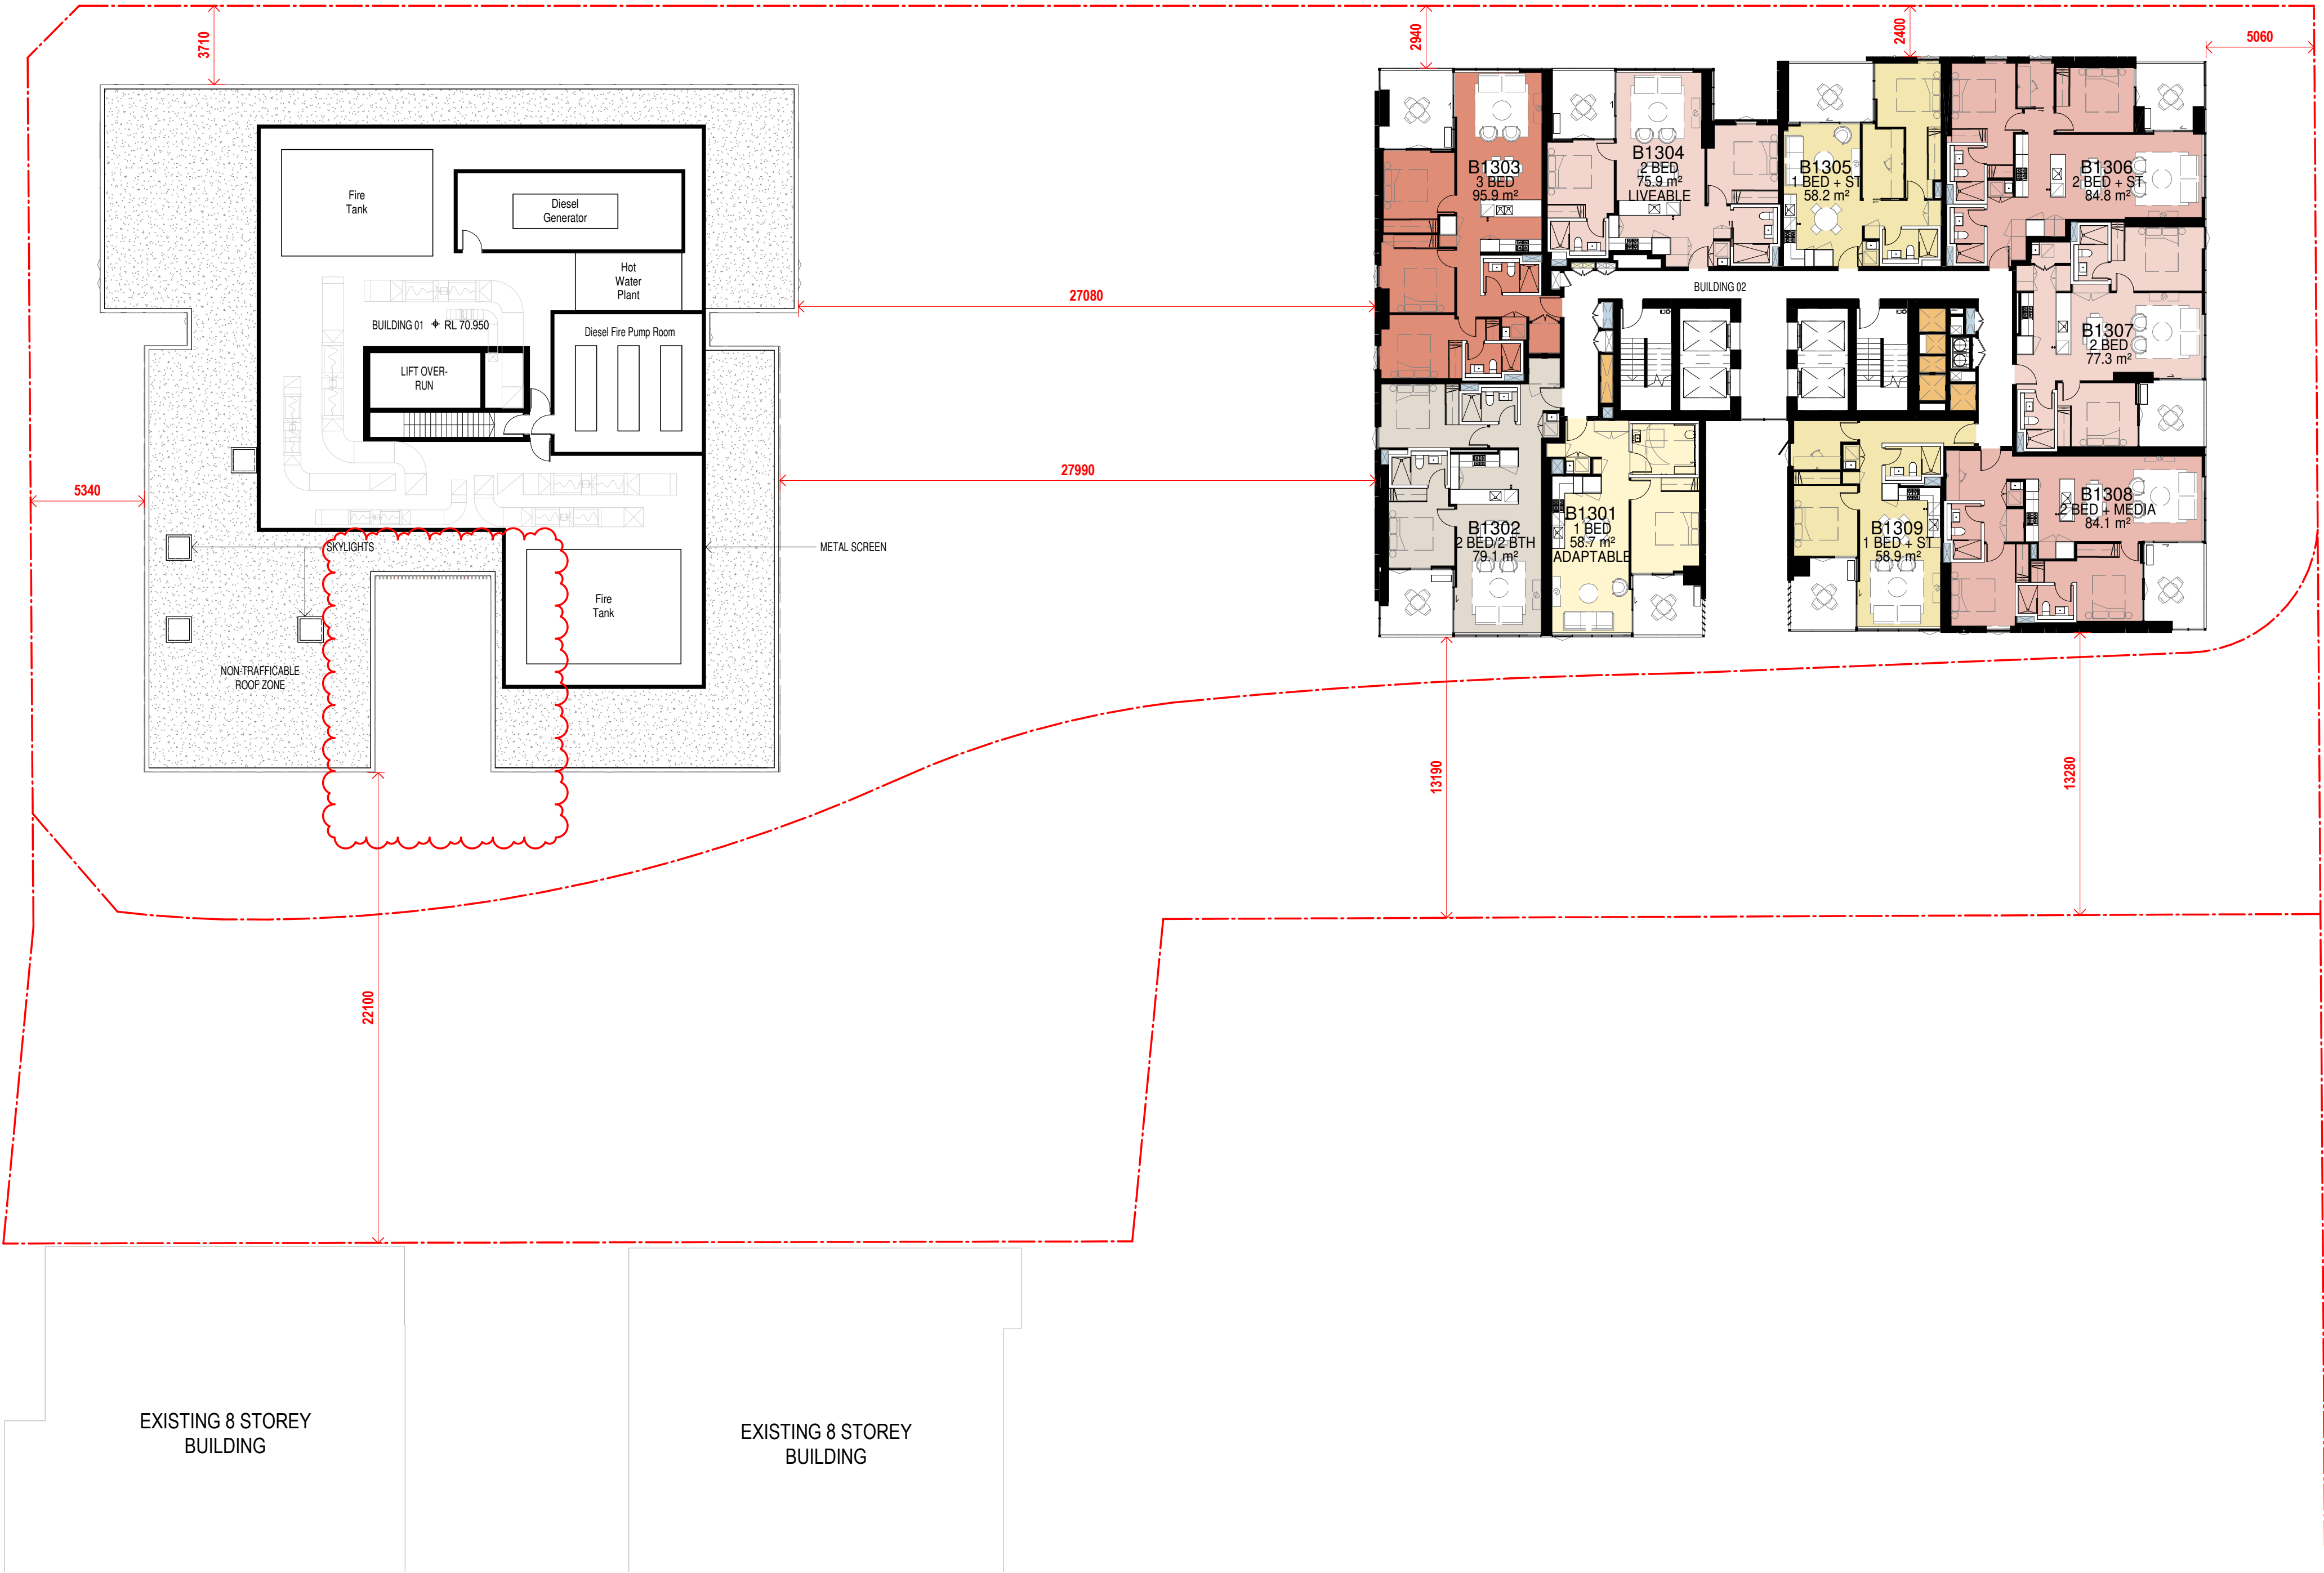 3710
2940
2400
5060
Fire
Tank
Diesel
Generator
Hot
Water
Plant
BUILDING 01
RL 70.950
Diesel Fire Pump Room
LIFT OVER-
RUN
5340
SKYLIGHTS
METAL SCREEN
Fire
Tank
NON-TRAFFICABLE
ROOF ZONE
27080
27990
22100
B1303
3 BED
95.9 m²
B1304
2 BED
75.9 m²
LIVEABLE
B1305
1 BED + ST
58.2 m²
B1306
2 BED + ST
84.8 m²
BUILDING 02
B1307
2 BED
77.3 m²
B1302
2 BED/2 BTH
79.1 m²
B1301
1 BED
58.7 m²
ADAPTABLE
B1309
1 BED + ST
58.9 m²
B1308
2 BED + MEDIA
84.1 m²
13190
13280
EXISTING 8 STOREY
BUILDING
EXISTING 8 STOREY
BUILDING